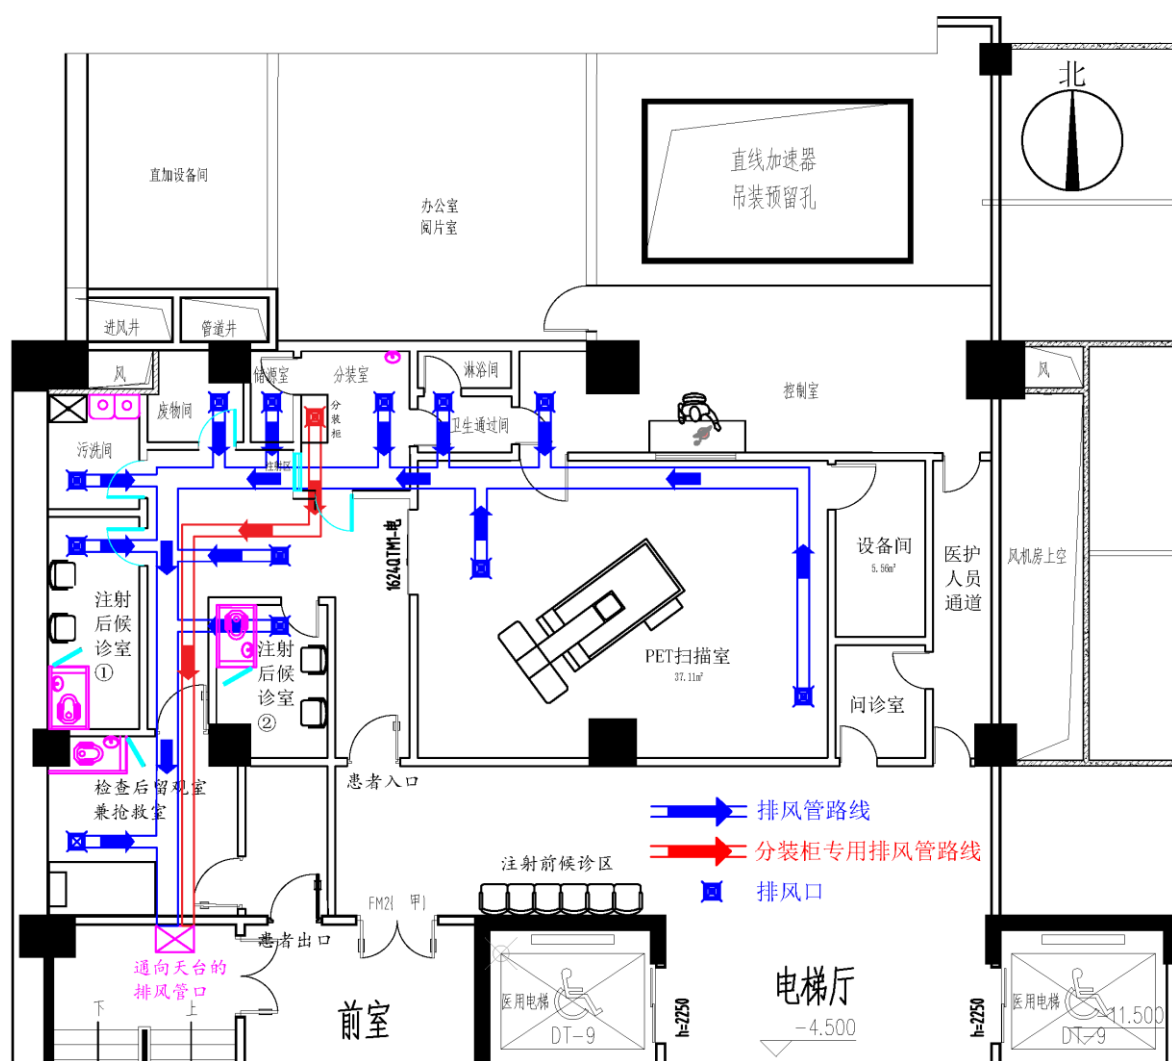 北
直加设备间
办公室
阅片室
直线加速器
吊装预留孔
进风井
管道井
风
储源室
分装室
淋浴间
控制室
风
废物间
分装柜
卫生通过间
污洗间
注射区
1624QTM1-电
设备间
5.56m²
医护
人员
通道
风机房上空
注射
后候
诊室
①
注射
后候
诊室
②
PET扫描室
37.11m²
问诊室
检查后留观室
兼抢救室
患者入口
排风管路线
分装柜专用排风管路线
排风口
注射前候诊区
FM2(甲)
患者出口
通向天台的
排风管口
下
上
前室
医用电梯
DT-9
h=2250
电梯厅
-4.500
h=2250
医用电梯
-11.500
DT-9